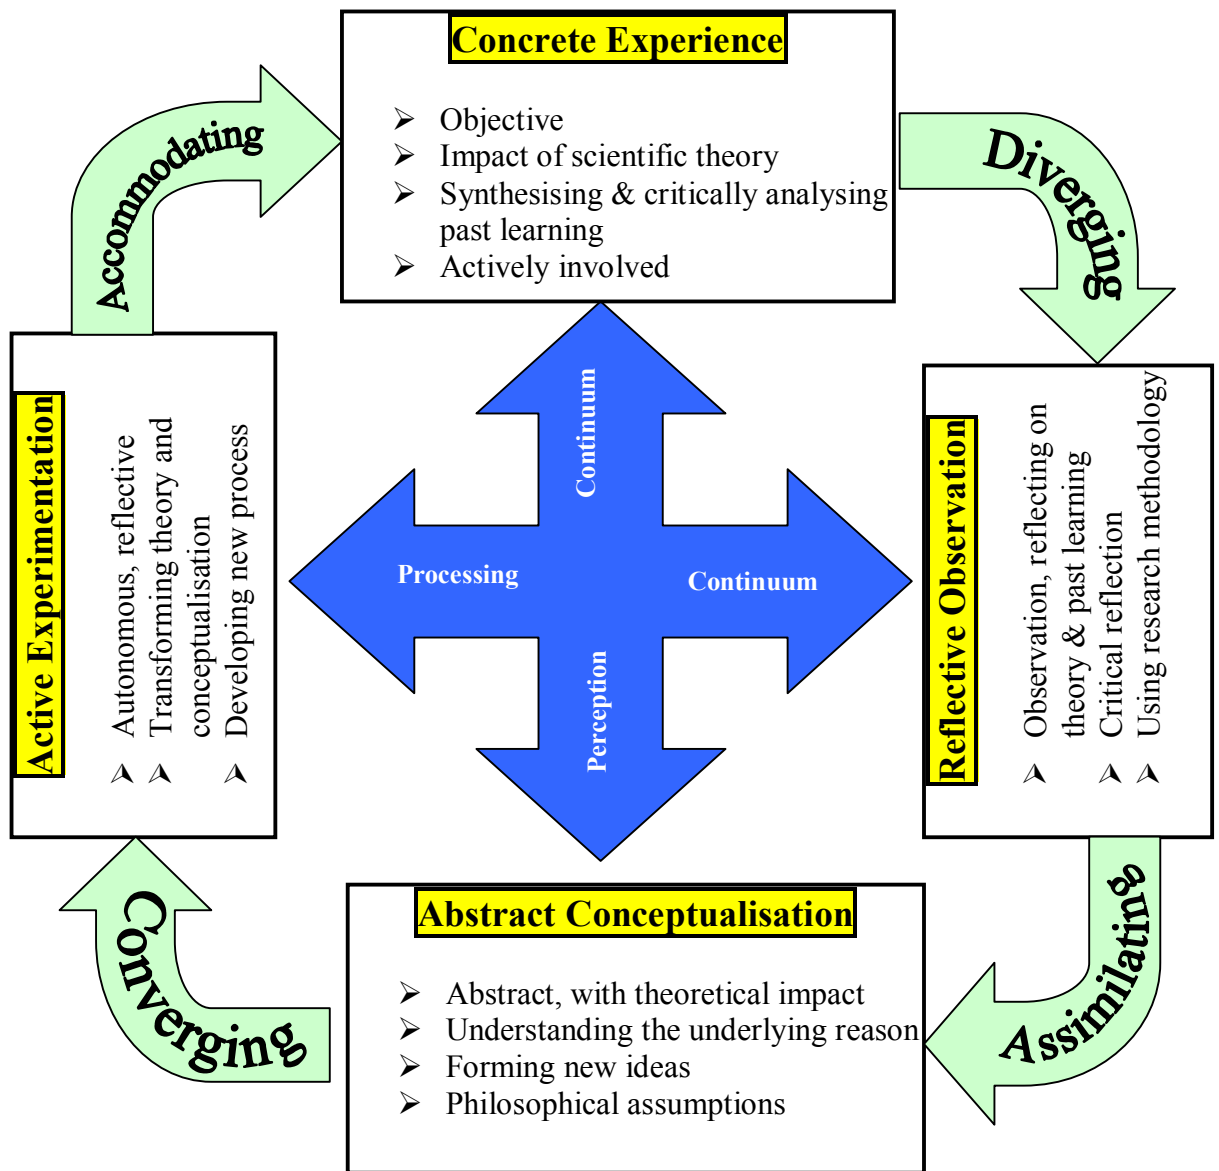 Concrete Experience
➢ Objective
➢ Impact of scientific theory
➢ Synthesising & critically analysing
past learning
➢ Actively involved
Accommodating
Diverging
Active Experimentation
➢ Autonomous, reflective
➢ Transforming theory and
conceptualisation
➢ Developing new process
Continuum
Processing
Continuum
Perception
Reflective Observation
➢ Observation, reflecting on
theory & past learning
➢ Critical reflection
➢ Using research methodology
Converging
Assimilating
Abstract Conceptualisation
➢ Abstract, with theoretical impact
➢ Understanding the underlying reason
➢ Forming new ideas
➢ Philosophical assumptions